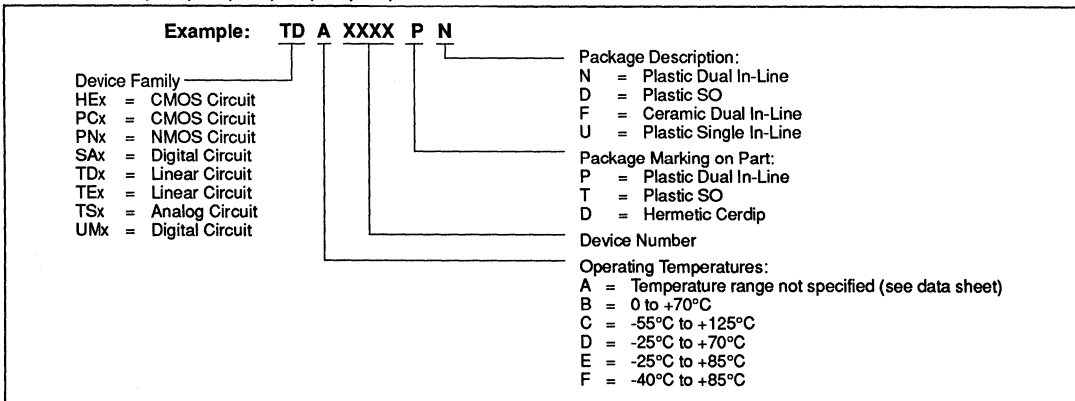 Example: TD A XXXX P N
Device Family
HEx = CMOS Circuit
PCx = CMOS Circuit
PNx = NMOS Circuit
SAx = Digital Circuit
TDx = Linear Circuit
TEx = Linear Circuit
TSx = Analog Circuit
UMx = Digital Circuit
Package Description:
N = Plastic Dual In-Line
D = Plastic SO
F = Ceramic Dual In-Line
U = Plastic Single In-Line
Package Marking on Part:
P = Plastic Dual In-Line
T = Plastic SO
D = Hermetic Cerdip
Device Number
Operating Temperatures:
A = Temperature range not specified (see data sheet)
B = 0 to +70°C
C = -55°C to +125°C
D = -25°C to +70°C
E = -25°C to +85°C
F = -40°C to +85°C